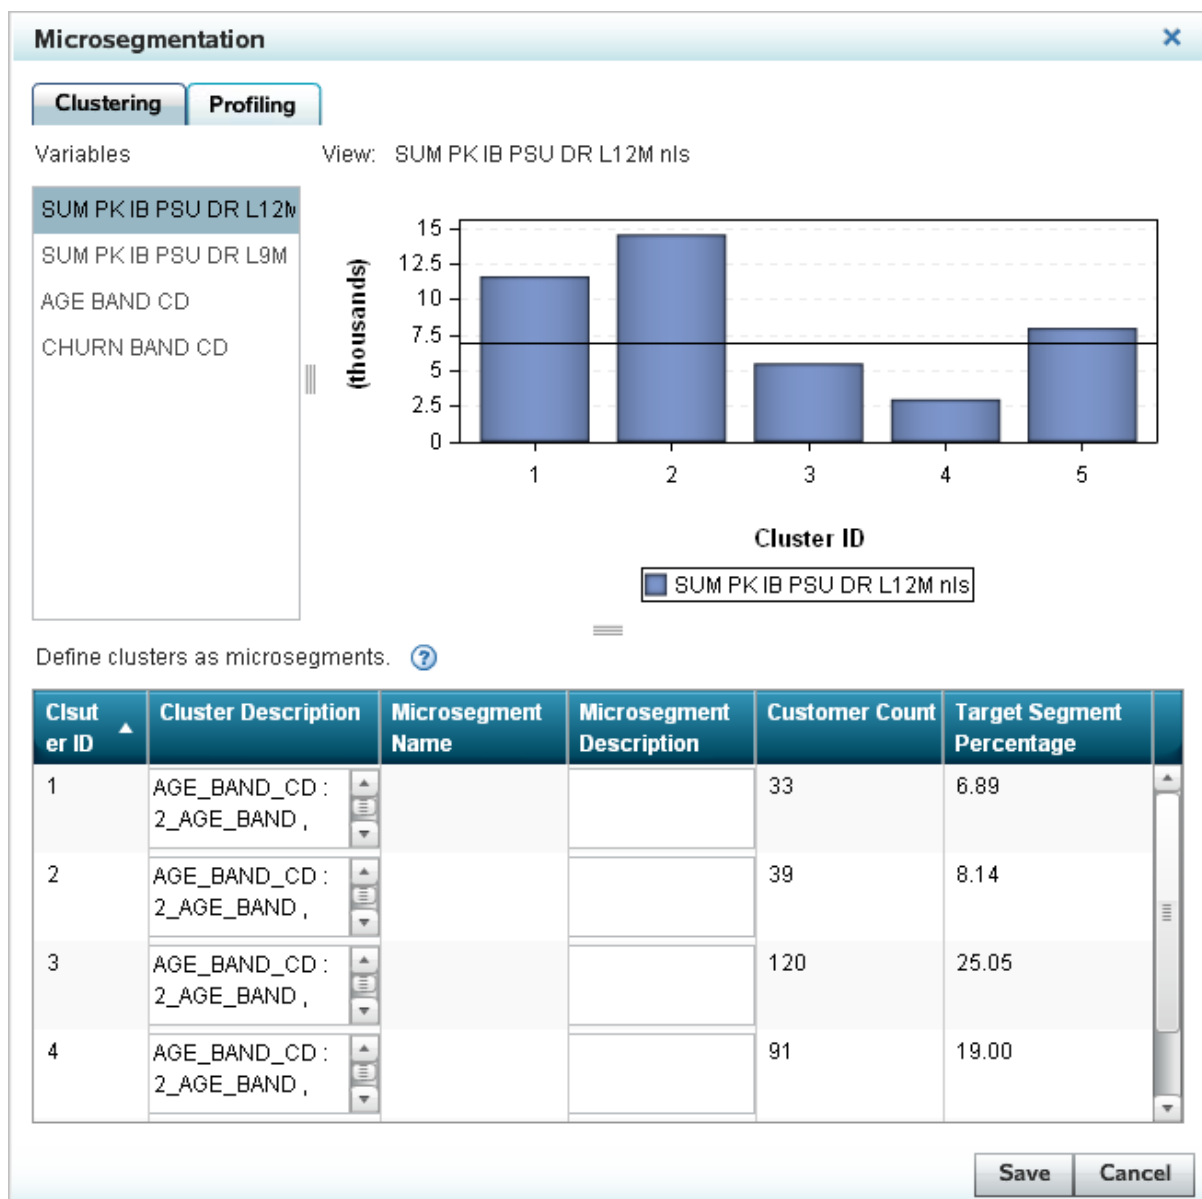 Microsegmentation
Clustering Profiling
Variables View: SUM PK IB PSU DR L12M nls
SUM PK IB PSU DR L12M
SUM PK IB PSU DR L9M
AGE BAND CD
CHURN BAND CD
(thousands)
15
12.5
10
7.5
5
2.5
0
1 2 3 4 5
Cluster ID
SUM PK IB PSU DR L12M nls
Define clusters as microsegments. ?
Clsut
er ID
Cluster Description
Microsegment
Name
Microsegment
Description
Customer Count
Target Segment
Percentage
1
AGE_BAND_CD :
2_AGE_BAND ,
33
6.89
2
AGE_BAND_CD :
2_AGE_BAND ,
39
8.14
3
AGE_BAND_CD :
2_AGE_BAND ,
120
25.05
4
AGE_BAND_CD :
2_AGE_BAND ,
91
19.00
Save Cancel